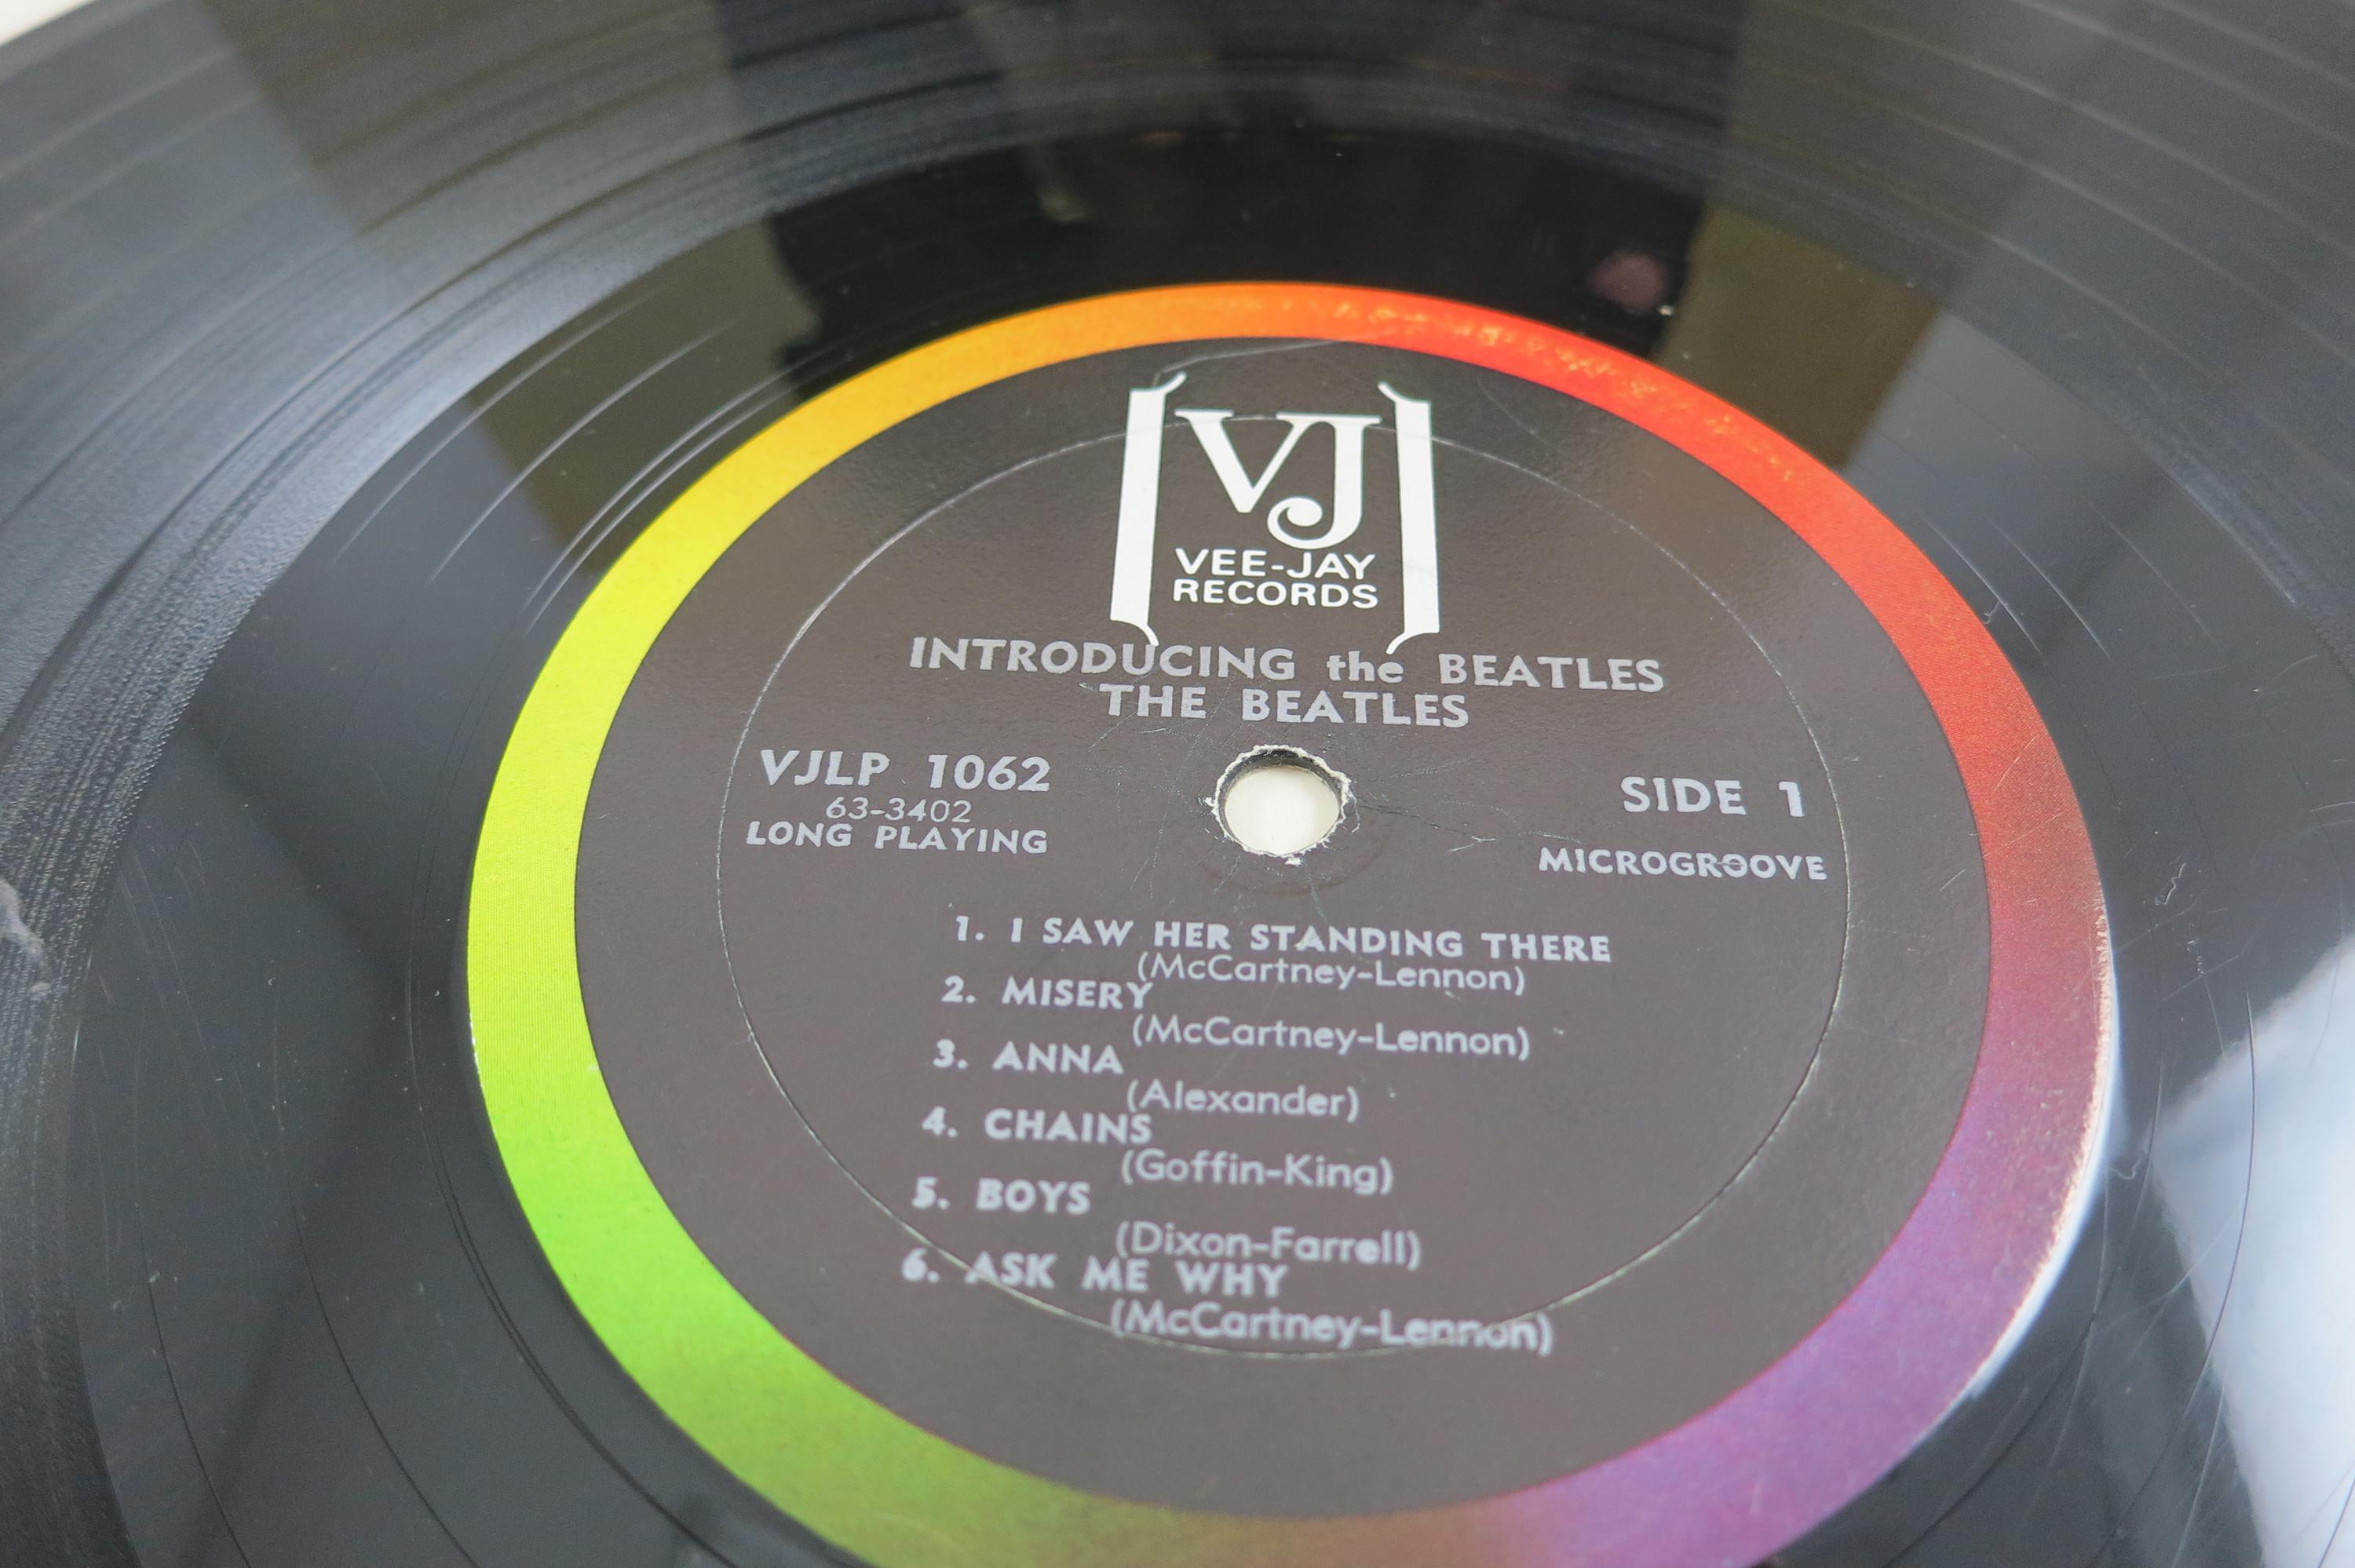 VJ
VEE-JAY
RECORDS
INTRODUCING the BEATLES
THE BEATLES
VJLP 1062
63-3402
LONG PLAYING
SIDE 1
MICROGROOVE
1. I SAW HER STANDING THERE
(McCartney-Lennon)
2. MISERY
(McCartney-Lennon)
3. ANNA
(Alexander)
4. CHAINS
(Goffin-King)
5. BOYS
(Dixon-Farrell)
6. ASK ME WHY
(McCartney-Lennon)